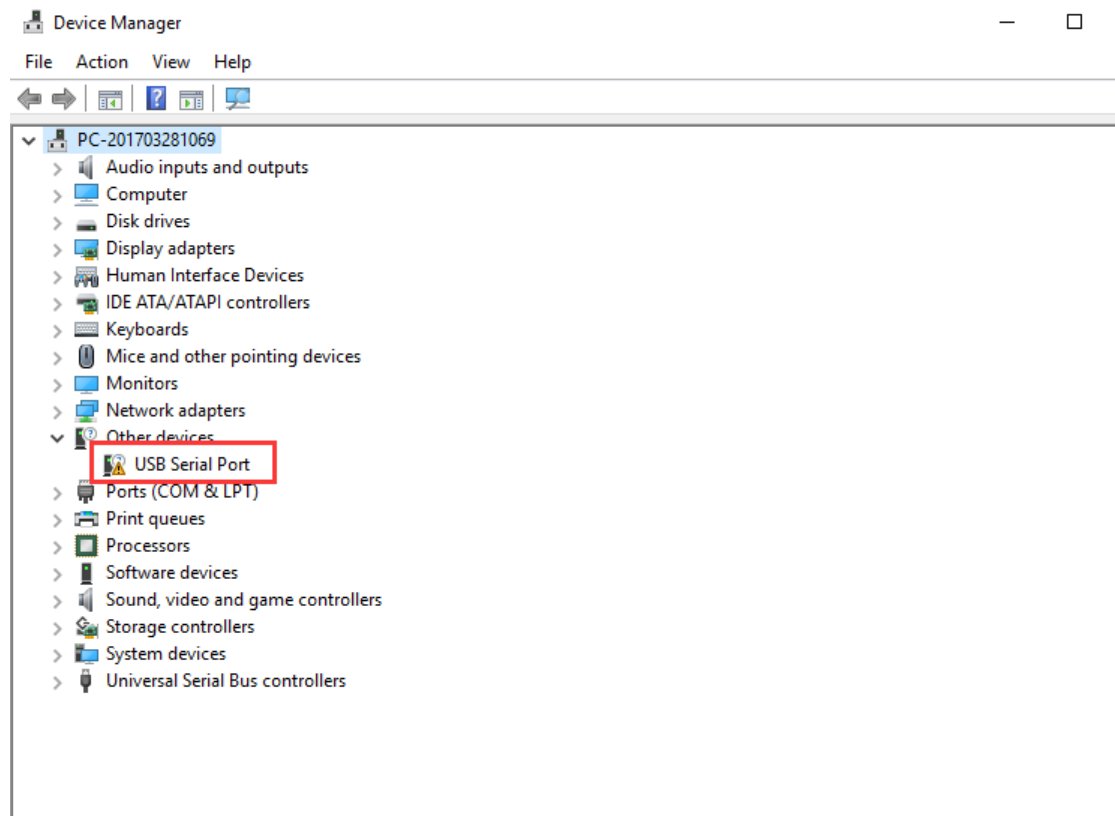 Device Manager
File Action View Help
PC-201703281069
Audio inputs and outputs
Computer
Disk drives
Display adapters
Human Interface Devices
IDE ATA/ATAPI controllers
Keyboards
Mice and other pointing devices
Monitors
Network adapters
Other devices
USB Serial Port
Ports (COM & LPT)
Print queues
Processors
Software devices
Sound, video and game controllers
Storage controllers
System devices
Universal Serial Bus controllers